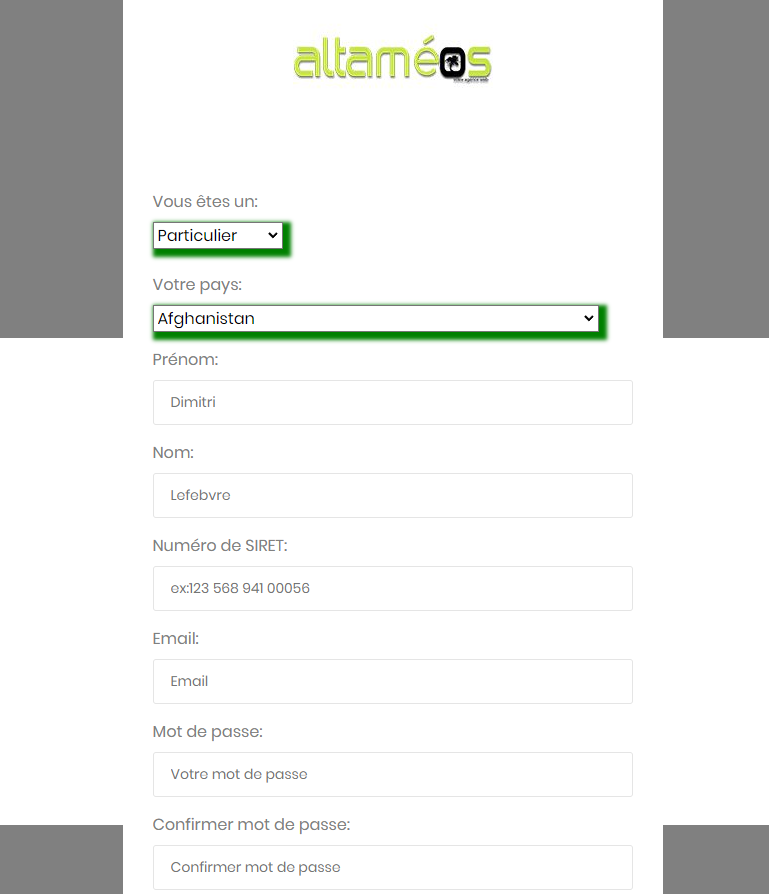 altaméos
votre agence web
Vous êtes un:
Particulier
Votre pays:
Afghanistan
Prénom:
Dimitri
Nom:
Lefebvre
Numéro de SIRET:
ex:123 568 941 00056
Email:
Email
Mot de passe:
Votre mot de passe
Confirmer mot de passe:
Confirmer mot de passe